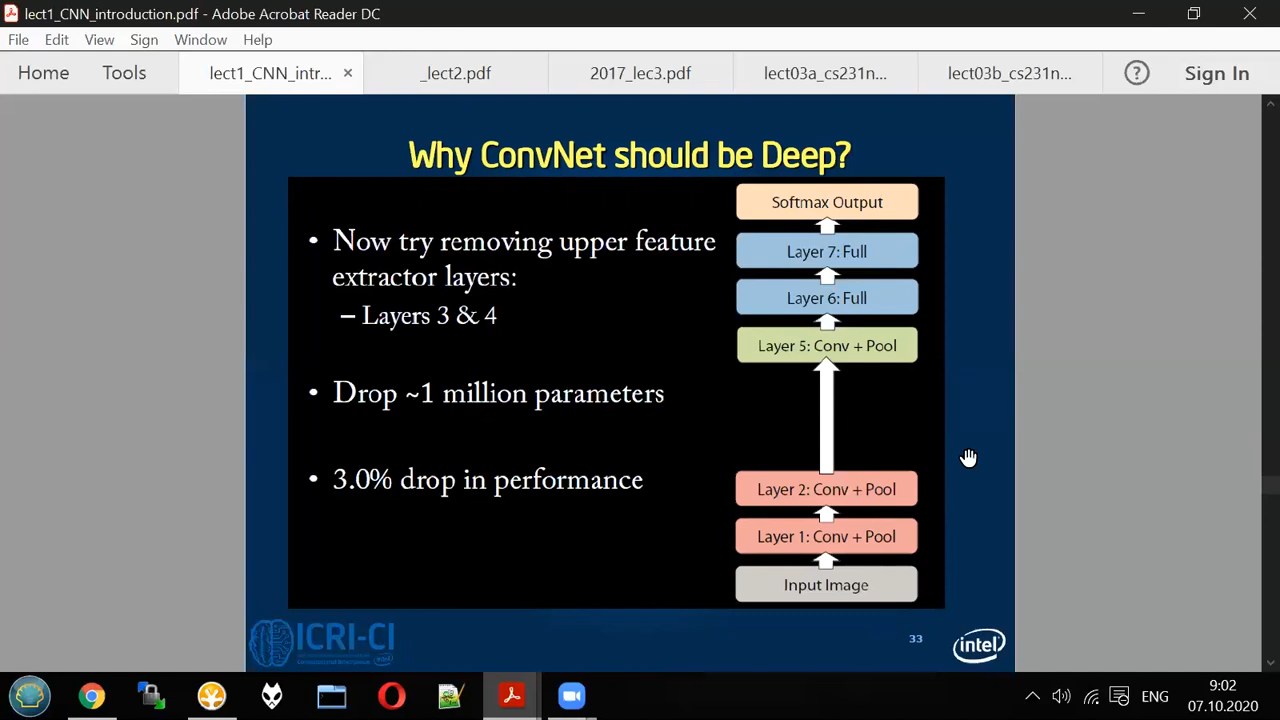 lect1_CNN_introduction.pdf - Adobe Acrobat Reader DC
File Edit View Sign Window Help
Home Tools lect1_CNN_intr... × _lect2.pdf 2017_lec3.pdf lect03a_cs231n... lect03b_cs231n... ? Sign In
Why ConvNet should be Deep?
• Now try removing upper feature
extractor layers:
– Layers 3 & 4
• Drop ~1 million parameters
• 3.0% drop in performance
Softmax Output
Layer 7: Full
Layer 6: Full
Layer 5: Conv + Pool
Layer 2: Conv + Pool
Layer 1: Conv + Pool
Input Image
ICRI-CI
33
intel
ENG
9:02
07.10.2020